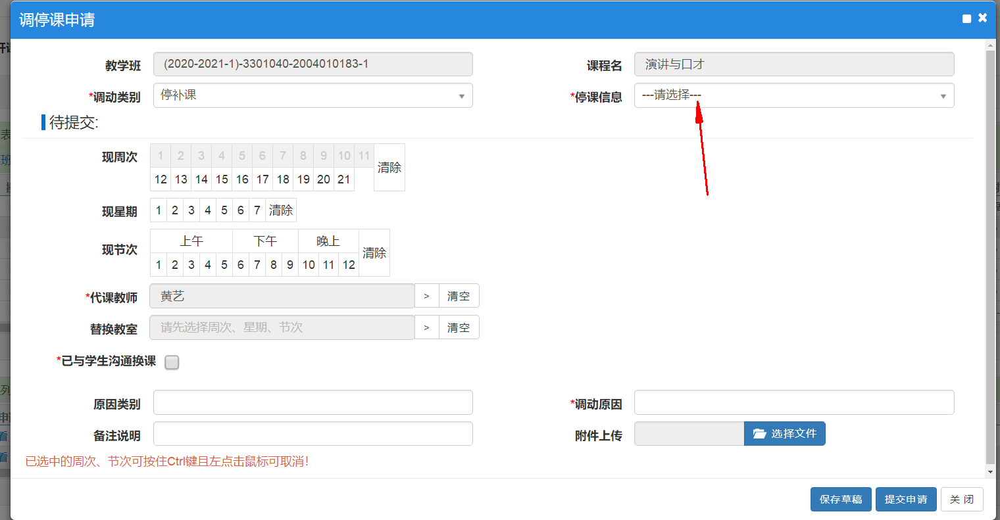 调停课申请
教学班 (2020-2021-1)-3301040-2004010183-1 课程名 演讲与口才
*调动类别 停补课 *停课信息 ---请选择---
待提交:
现周次 1 2 3 4 5 6 7 8 9 10 11 清除
12 13 14 15 16 17 18 19 20 21
现星期 1 2 3 4 5 6 7 清除
现节次 上午 下午 晚上 清除
1 2 3 4 5 6 7 8 9 10 11 12
*代课教师 黄艺 > 清空
替换教室 请先选择周次、星期、节次 > 清空
*已与学生沟通换课
原因类别 *调动原因
备注说明 附件上传 选择文件
已选中的周次、节次可按住Ctrl键且左点击鼠标可取消!
保存草稿 提交申请 关 闭